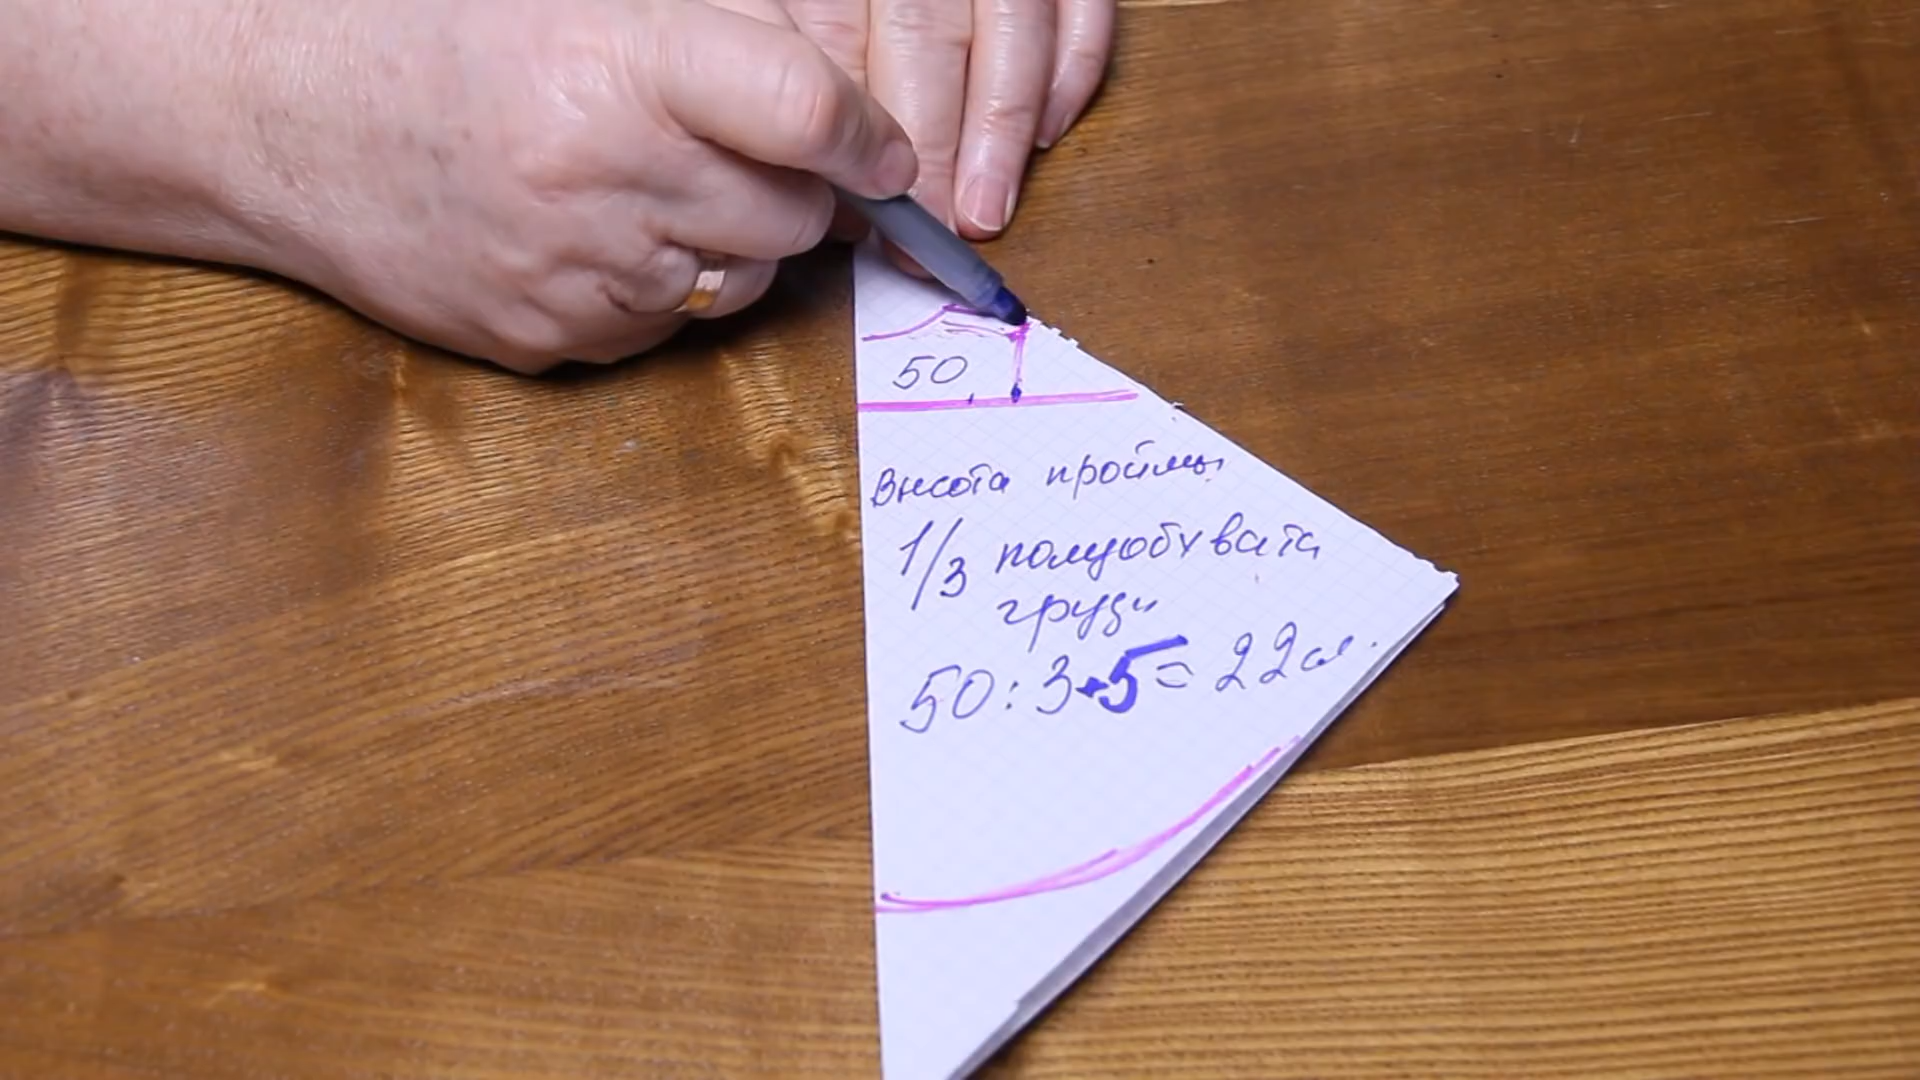 50
Высота проймы
1/3 полуобхвата
груди
50:3+5=22см.